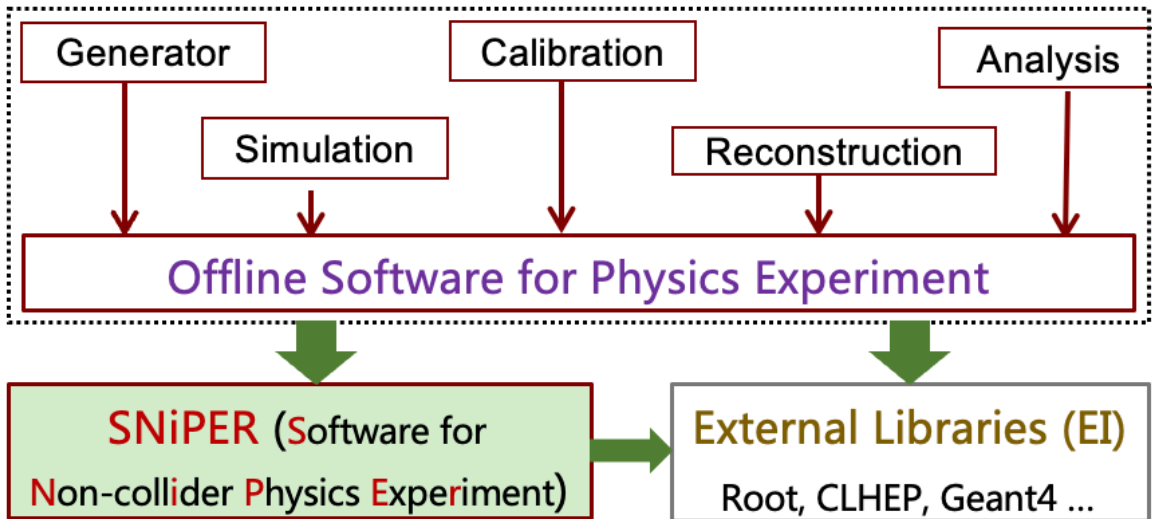 Generator
Calibration
Analysis
Simulation
Reconstruction
Offline Software for Physics Experiment
SNiPER (Software for
Non-collider Physics Experiment)
External Libraries (EI)
Root, CLHEP, Geant4 ...